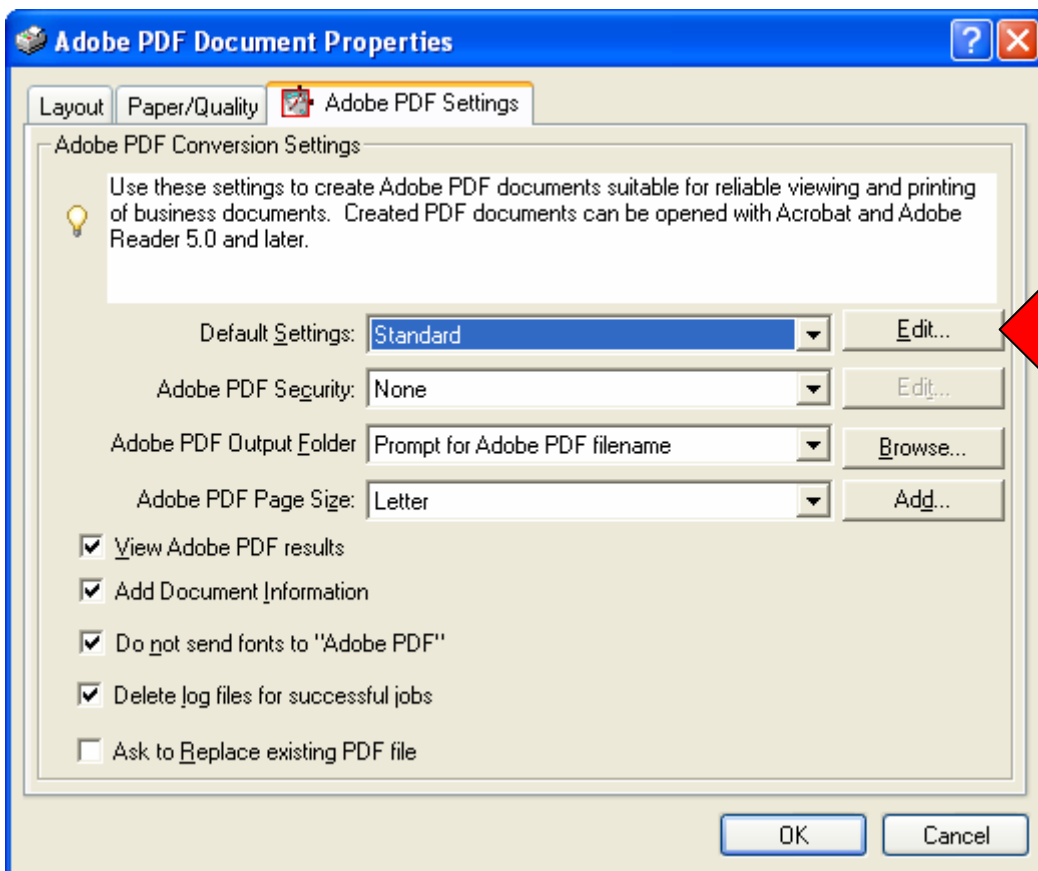 Adobe PDF Document Properties
Layout Paper/Quality Adobe PDF Settings
Adobe PDF Conversion Settings
Use these settings to create Adobe PDF documents suitable for reliable viewing and printing
of business documents.  Created PDF documents can be opened with Acrobat and Adobe
Reader 5.0 and later.
Default Settings: Standard Edit...
Adobe PDF Security: None Edit...
Adobe PDF Output Folder Prompt for Adobe PDF filename Browse...
Adobe PDF Page Size: Letter Add...
View Adobe PDF results
Add Document Information
Do not send fonts to "Adobe PDF"
Delete log files for successful jobs
Ask to Replace existing PDF file
OK Cancel